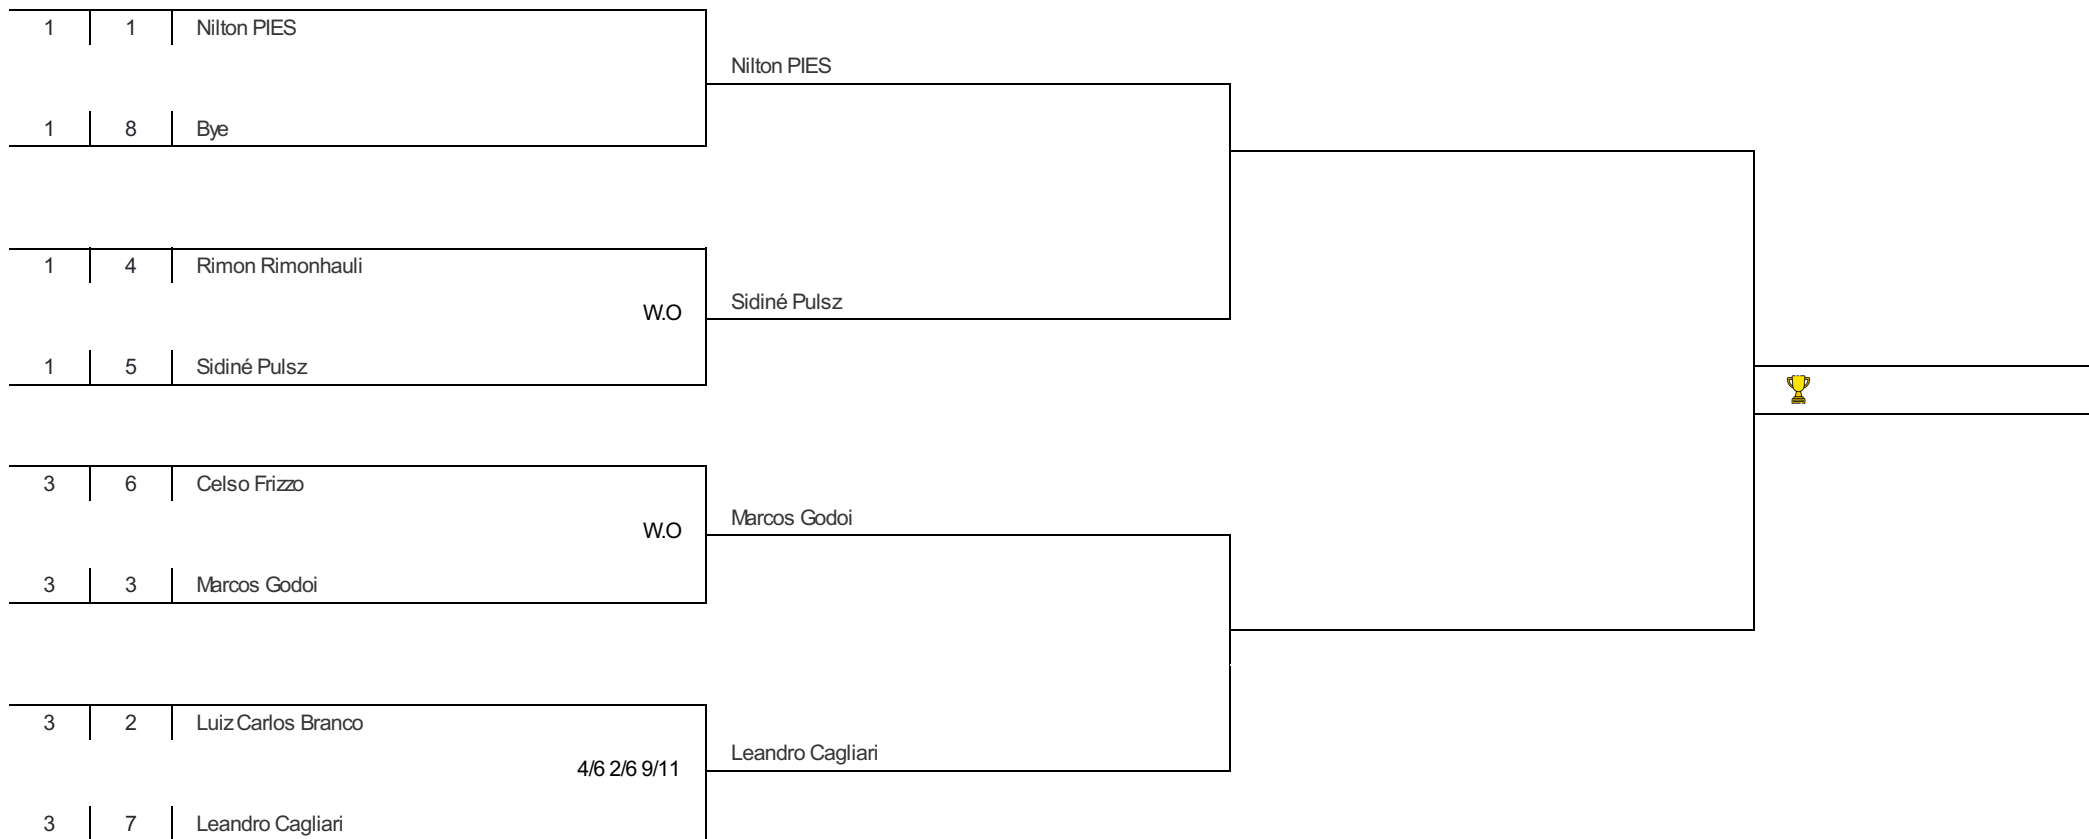 1 1 Nilton PIES
Nilton PIES
1 8 Bye
1 4 Rimon Rimonhauli
W.O
Sidiné Pulsz
1 5 Sidiné Pulsz
3 6 Celso Frizzo
W.O
Marcos Godoi
3 3 Marcos Godoi
3 2 Luiz Carlos Branco
4/6 2/6 9/11
Leandro Cagliari
3 7 Leandro Cagliari